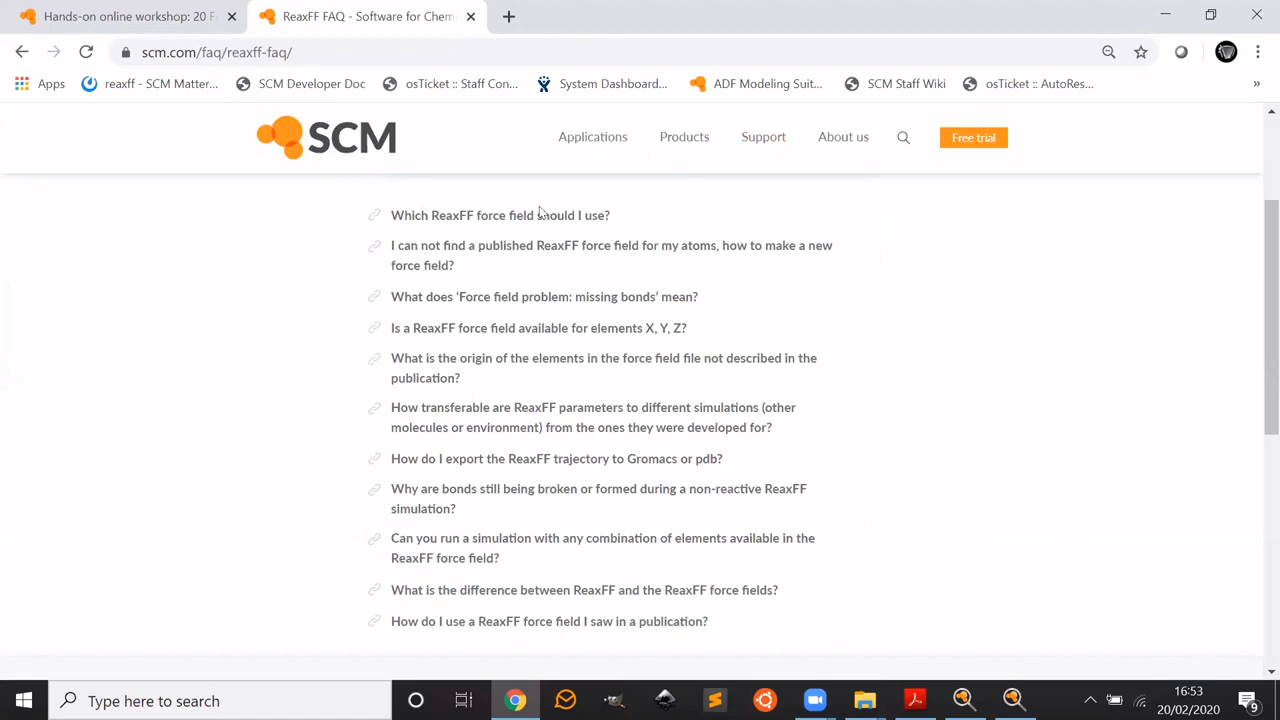 Hands-on online workshop: 20 F
ReaxFF FAQ - Software for Chem
scm.com/faq/reaxff-faq/
Apps
reaxff - SCM Matter...
SCM Developer Doc
osTicket :: Staff Con...
System Dashboard...
ADF Modeling Suit...
SCM Staff Wiki
osTicket :: AutoRes...
»
SCM
Applications
Products
Support
About us
Free trial
Which ReaxFF force field should I use?
I can not find a published ReaxFF force field for my atoms, how to make a new
force field?
What does ‘Force field problem: missing bonds’ mean?
Is a ReaxFF force field available for elements X, Y, Z?
What is the origin of the elements in the force field file not described in the
publication?
How transferable are ReaxFF parameters to different simulations (other
molecules or environment) from the ones they were developed for?
How do I export the ReaxFF trajectory to Gromacs or pdb?
Why are bonds still being broken or formed during a non-reactive ReaxFF
simulation?
Can you run a simulation with any combination of elements available in the
ReaxFF force field?
What is the difference between ReaxFF and the ReaxFF force fields?
How do I use a ReaxFF force field I saw in a publication?
Type here to search
16:53
20/02/2020
9